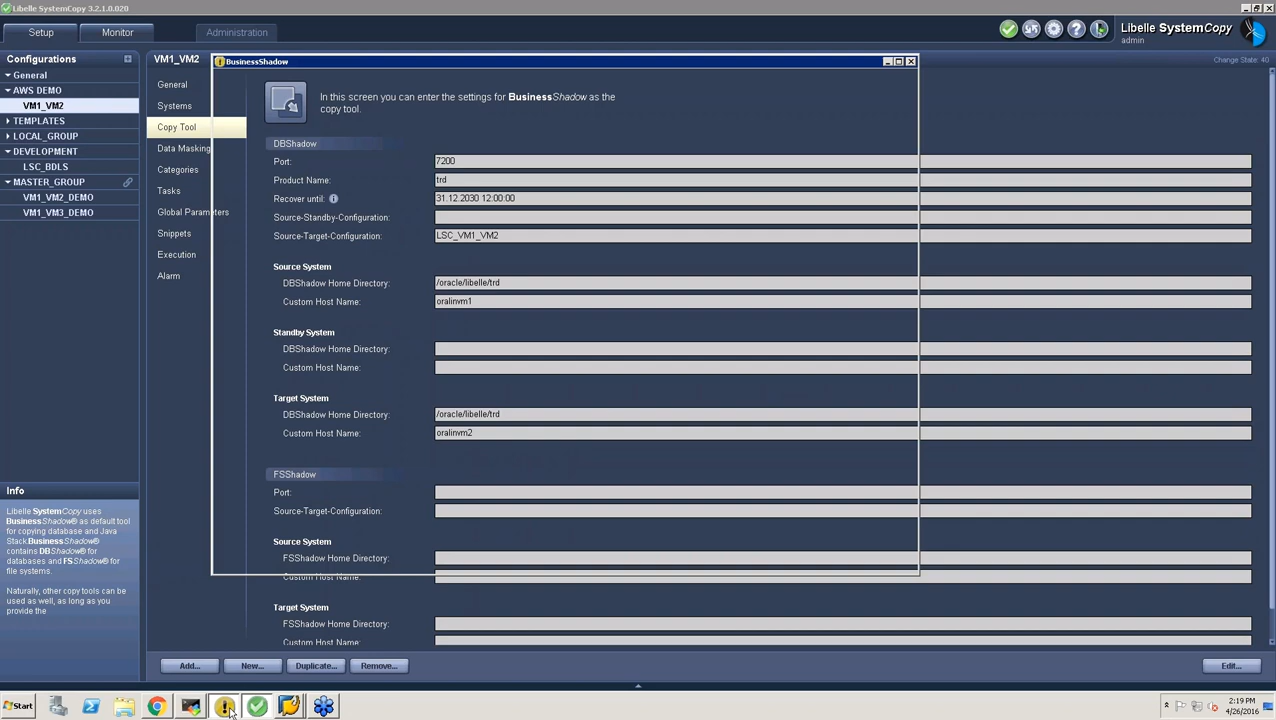 Libelle SystemCopy 3.2.1.0.020
Setup
Monitor
Administration
Libelle SystemCopy
admin
Configurations
General
AWS DEMO
VM1_VM2
TEMPLATES
LOCAL_GROUP
DEVELOPMENT
LSC_BDLS
MASTER_GROUP
VM1_VM2_DEMO
VM1_VM3_DEMO
Info
Libelle SystemCopy uses
BusinessShadow® as default tool
for copying database and Java
Stack.BusinessShadow®
contains DBShadow® for
databases and FSShadow® for
file systems.
Naturally, other copy tools can be
used as well, as long as you
provide the
VM1_VM2
Change State: 40
General
Systems
Copy Tool
Data Masking
Categories
Tasks
Global Parameters
Snippets
Execution
Alarm
BusinessShadow
In this screen you can enter the settings for BusinessShadow as the
copy tool.
DBShadow
Port: 7200
Product Name: trd
Recover until: 31.12.2030 12:00:00
Source-Standby-Configuration:
Source-Target-Configuration: LSC_VM1_VM2
Source System
DBShadow Home Directory: /oracle/libelle/trd
Custom Host Name: oralinvm1
Standby System
DBShadow Home Directory:
Custom Host Name:
Target System
DBShadow Home Directory: /oracle/libelle/trd
Custom Host Name: oralinvm2
FSShadow
Port:
Source-Target-Configuration:
Source System
FSShadow Home Directory:
Custom Host Name:
Target System
FSShadow Home Directory:
Custom Host Name:
Add...
New...
Duplicate...
Remove...
Edit...
Start
2:19 PM
4/26/2016